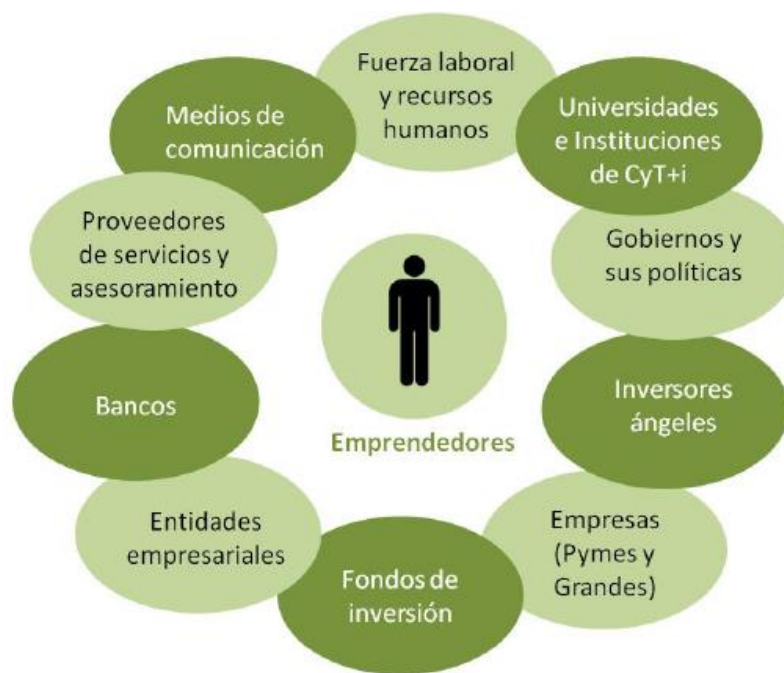 Fuerza laboral
y recursos
humanos
Universidades
e Instituciones
de CyT+i
Gobiernos y
sus políticas
Inversores
ángeles
Empresas
(Pymes y
Grandes)
Fondos de
inversión
Entidades
empresariales
Bancos
Proveedores
de servicios y
asesoramiento
Medios de
comunicación
Emprendedores